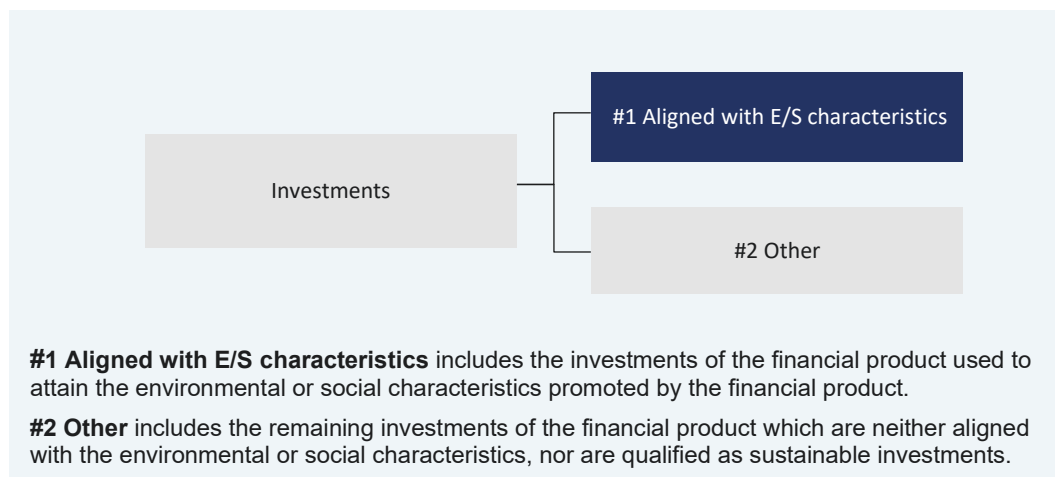 #1 Aligned with E/S characteristics
Investments
#2 Other
#1 Aligned with E/S characteristics includes the investments of the financial product used to
attain the environmental or social characteristics promoted by the financial product.
#2 Other includes the remaining investments of the financial product which are neither aligned
with the environmental or social characteristics, nor are qualified as sustainable investments.